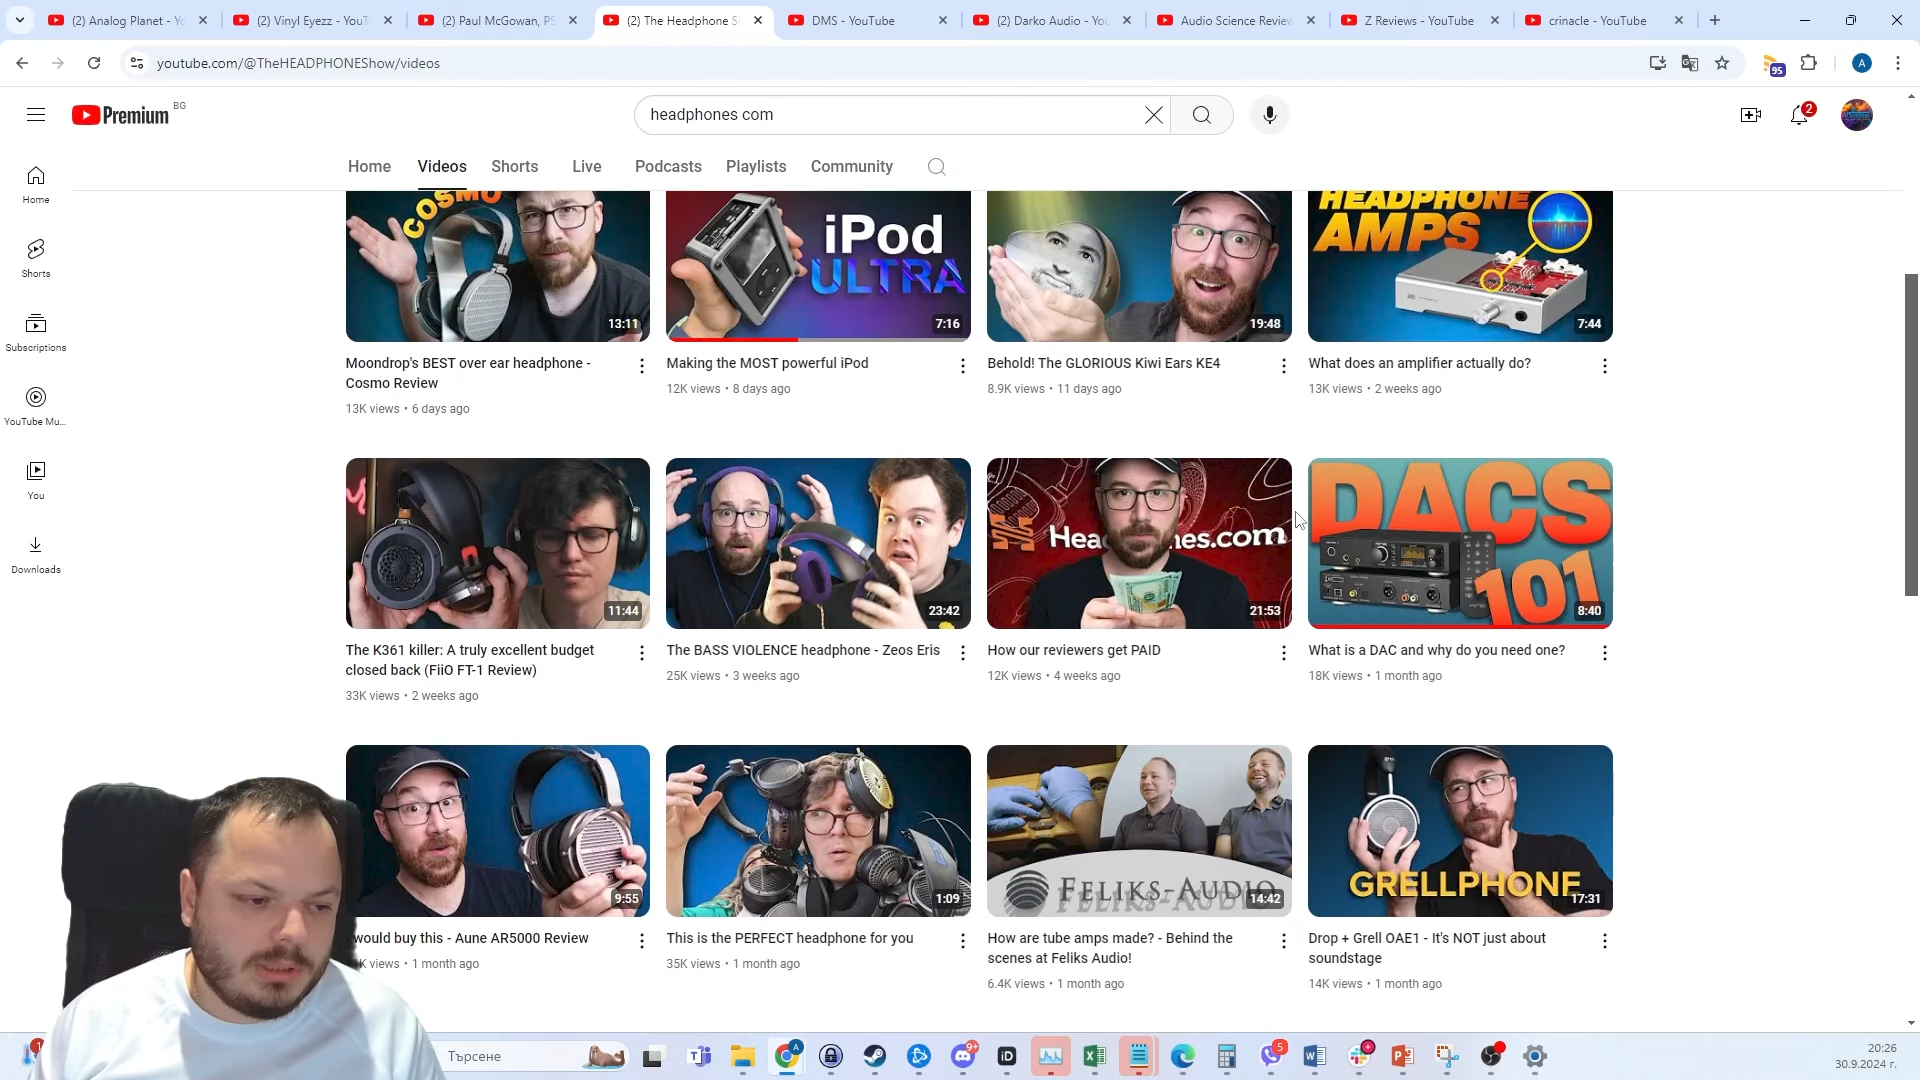 (2) Analog Planet - Yo
(2) Vinyl Eyezz - YouT
(2) Paul McGowan, PS
(2) The Headphone S
DMS - YouTube
(2) Darko Audio - You
Audio Science Review
Z Reviews - YouTube
crinacle - YouTube
youtube.com/@TheHEADPHONEShow/videos
95
A
Premium
BG
headphones com
2
Home
Videos
Shorts
Live
Podcasts
Playlists
Community
Home
Shorts
Subscriptions
YouTube Mu...
You
Downloads
COSMO
13:11
iPod
ULTRA
7:16
19:48
HEADPHONE
AMPS
7:44
Moondrop's BEST over ear headphone -
Cosmo Review
13K views • 6 days ago
Making the MOST powerful iPod
12K views • 8 days ago
Behold! The GLORIOUS Kiwi Ears KE4
8.9K views • 11 days ago
What does an amplifier actually do?
13K views • 2 weeks ago
11:44
23:42
21:53
DACS
101
8:40
The K361 killer: A truly excellent budget
closed back (FiiO FT-1 Review)
33K views • 2 weeks ago
The BASS VIOLENCE headphone - Zeos Eris
25K views • 3 weeks ago
How our reviewers get PAID
12K views • 4 weeks ago
What is a DAC and why do you need one?
18K views • 1 month ago
9:55
1:09
FELIKS-AUDIO
14:42
GRELLPHONE
17:31
would buy this - Aune AR5000 Review
K views • 1 month ago
This is the PERFECT headphone for you
35K views • 1 month ago
How are tube amps made? - Behind the
scenes at Feliks Audio!
6.4K views • 1 month ago
Drop + Grell OAE1 - It's NOT just about
soundstage
14K views • 1 month ago
1
Търсене
A
9+
iD
5
20:26
30.9.2024 г.